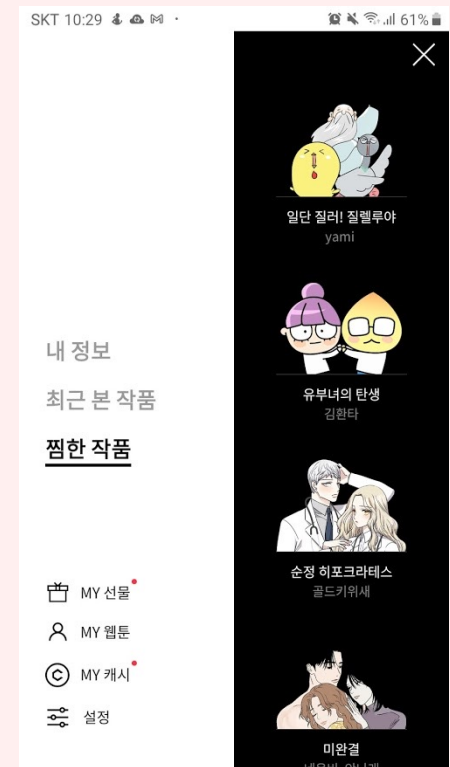 SKT 10:29
61%
내 정보
최근 본 작품
찜한 작품
MY 선물
MY 웹툰
MY 캐시
설정
일단 질러! 질렐루야
yami
유부녀의 탄생
김환타
순정 히포크라테스
골드키위새
미완결